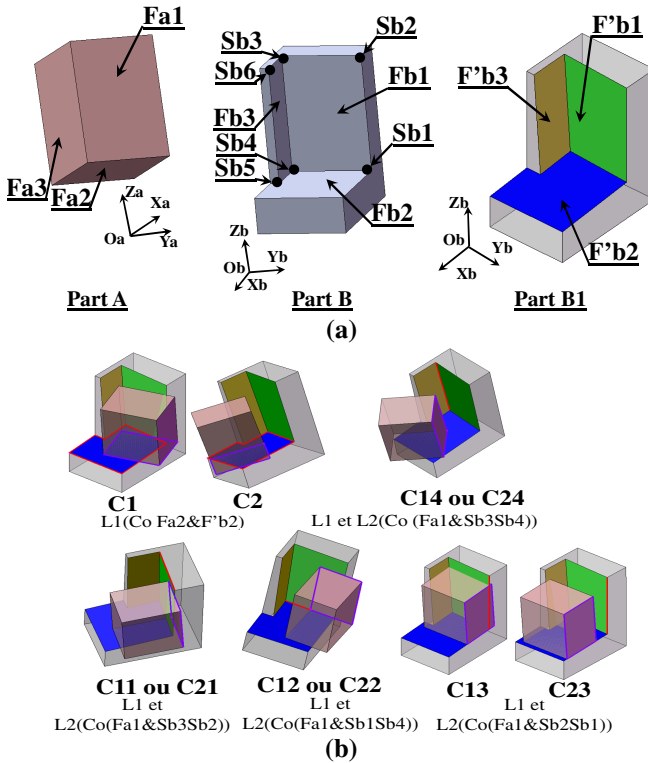 Fa1
Fa3
Fa2
Za
Xa
Oa
Ya
Part A
Sb3
Sb2
Sb6
Fb1
Fb3
Sb4
Sb1
Sb5
Fb2
Zb
Ob
Yb
Xb
Part B
F'b1
F'b3
F'b2
Zb
Ob
Yb
Xb
Part B1
(a)
C1
C2
L1(Co Fa2&F'b2)
C14 ou C24
L1 et L2(Co (Fa1&Sb3Sb4))
C11 ou C21
L1 et
L2(Co(Fa1&Sb3Sb2))
C12 ou C22
L1 et
L2(Co(Fa1&Sb1Sb4))
C13
C23
L1 et
L2(Co(Fa1&Sb2Sb1))
(b)